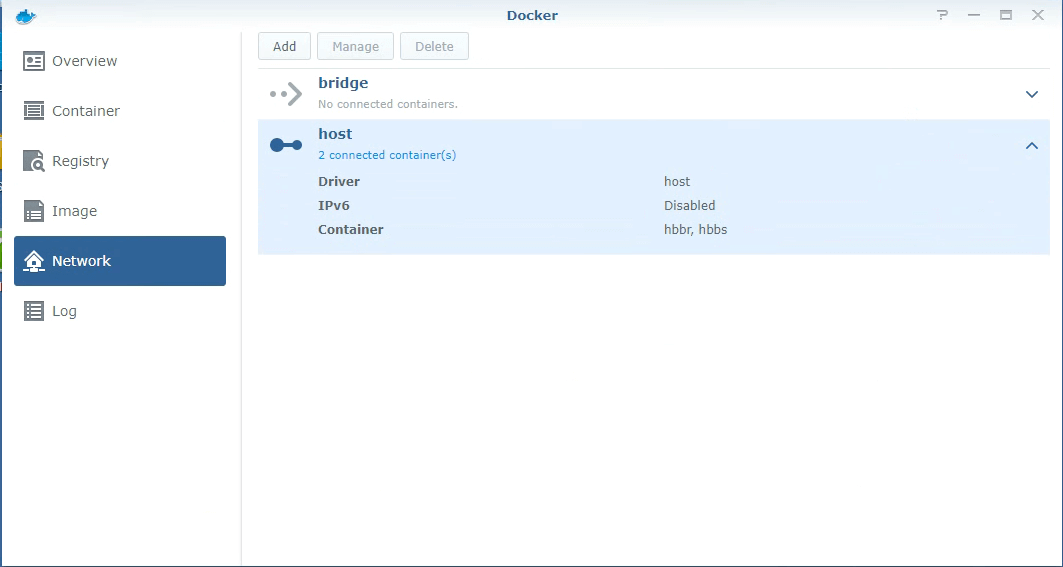 Docker
Overview
Container
Registry
Image
Network
Log
Add Manage Delete
bridge
No connected containers.
host
2 connected container(s)
Driver host
IPv6 Disabled
Container hbbr, hbbs